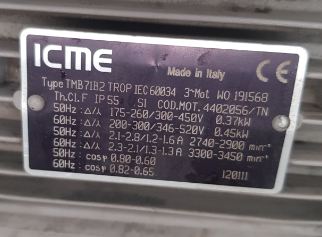 ICME
Made in Italy CE
Type TMB71B2 TROP IEC60034 3~Mot WO 191568
Th.Cl.F IP 55 S1 COD.MOT.4402056/TN
50Hz: Δ/⅄ 175-260/300-450V 0.37kW
60Hz: Δ/⅄ 200-300/346-520V 0.45kW
50Hz: Δ/⅄ 2.1-2.8/1.2-1.6 A 2740-2900 min⁻¹
60Hz: Δ/⅄ 2.3-2.1/1.3-1.3 A 3300-3450 min⁻¹
50Hz: cosφ 0.80-0.60
60Hz: cosφ 0.82-0.65 120111